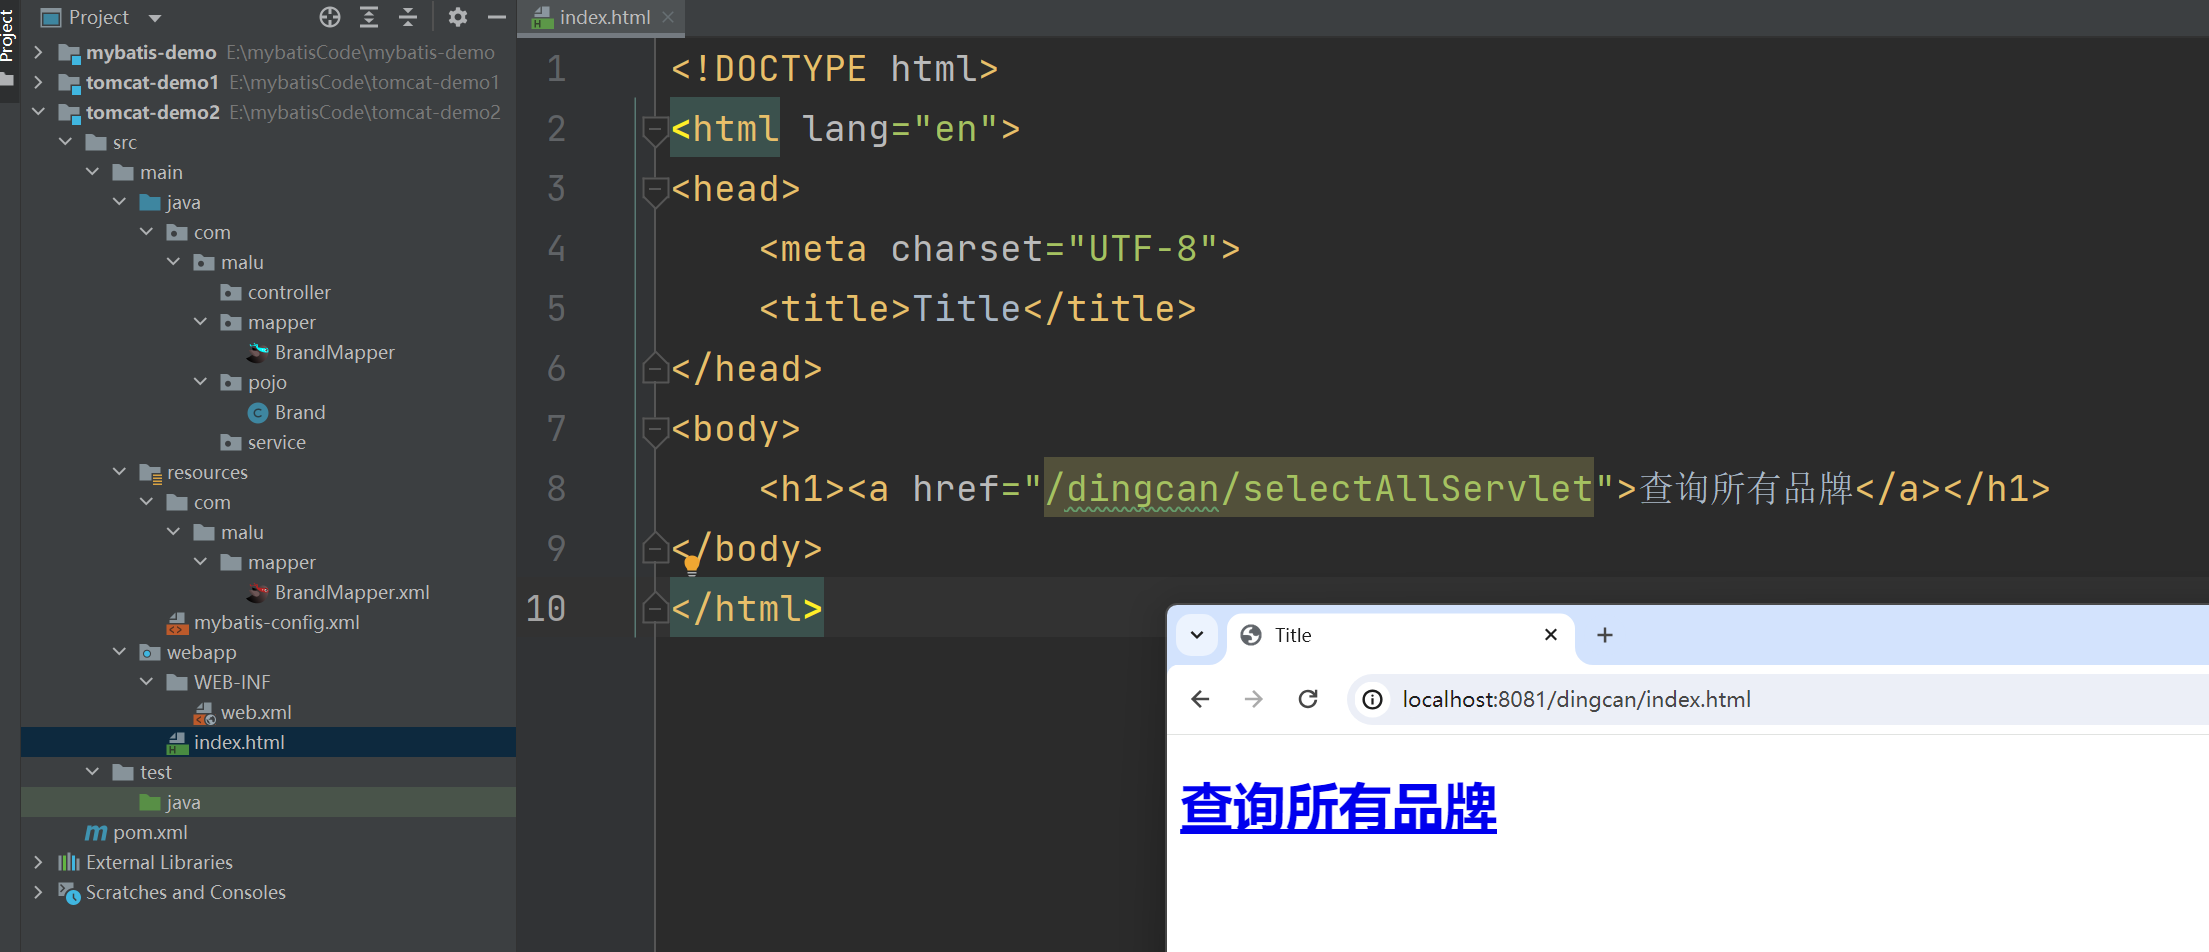 Project
Project
mybatis-demo E:\mybatisCode\mybatis-demo
tomcat-demo1 E:\mybatisCode\tomcat-demo1
tomcat-demo2 E:\mybatisCode\tomcat-demo2
src
main
java
com
malu
controller
mapper
BrandMapper
pojo
Brand
service
resources
com
malu
mapper
BrandMapper.xml
mybatis-config.xml
webapp
WEB-INF
web.xml
index.html
test
java
pom.xml
External Libraries
Scratches and Consoles
index.html
1 <!DOCTYPE html>
2 <html lang="en">
3 <head>
4 <meta charset="UTF-8">
5 <title>Title</title>
6 </head>
7 <body>
8 <h1><a href="/dingcan/selectAllServlet">查询所有品牌</a></h1>
9 </body>
10 </html>
Title
localhost:8081/dingcan/index.html
查询所有品牌